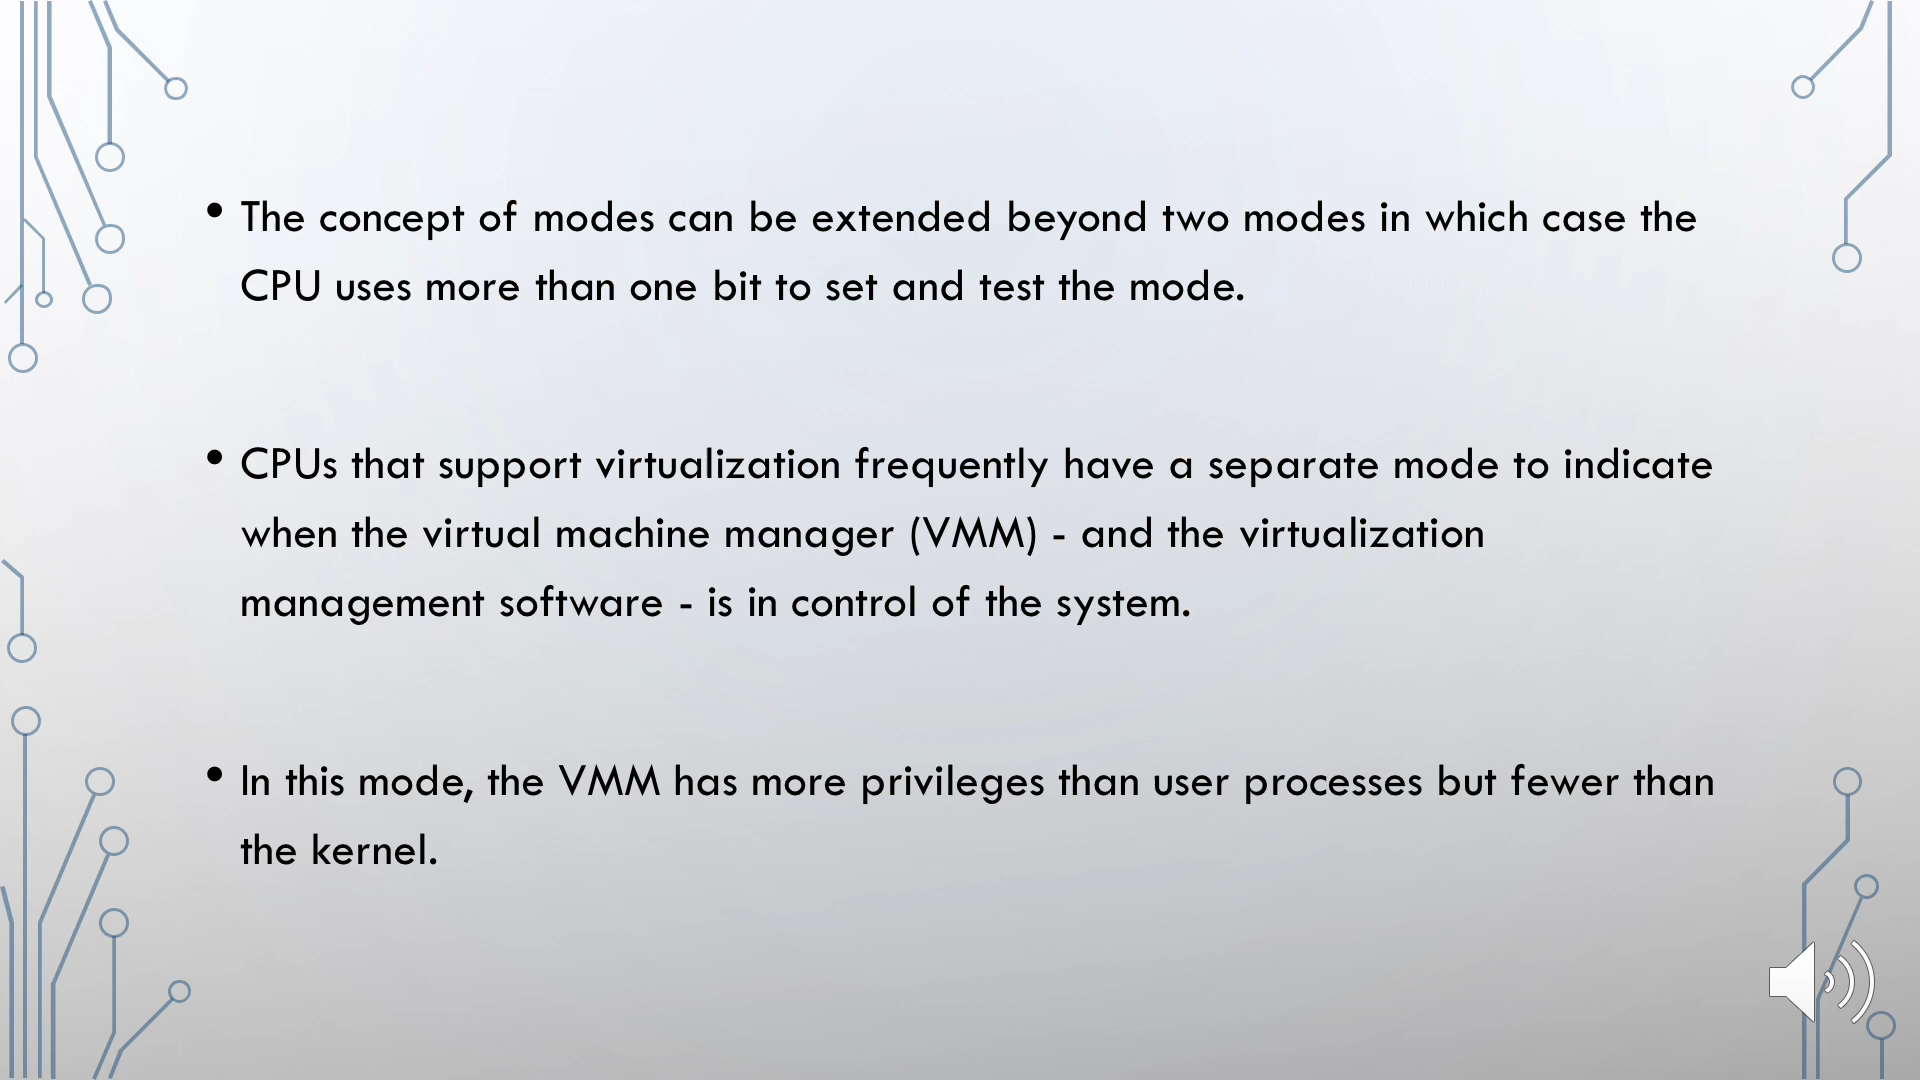 • The concept of modes can be extended beyond two modes in which case the
CPU uses more than one bit to set and test the mode.
• CPUs that support virtualization frequently have a separate mode to indicate
when the virtual machine manager (VMM) - and the virtualization
management software - is in control of the system.
• In this mode, the VMM has more privileges than user processes but fewer than
the kernel.